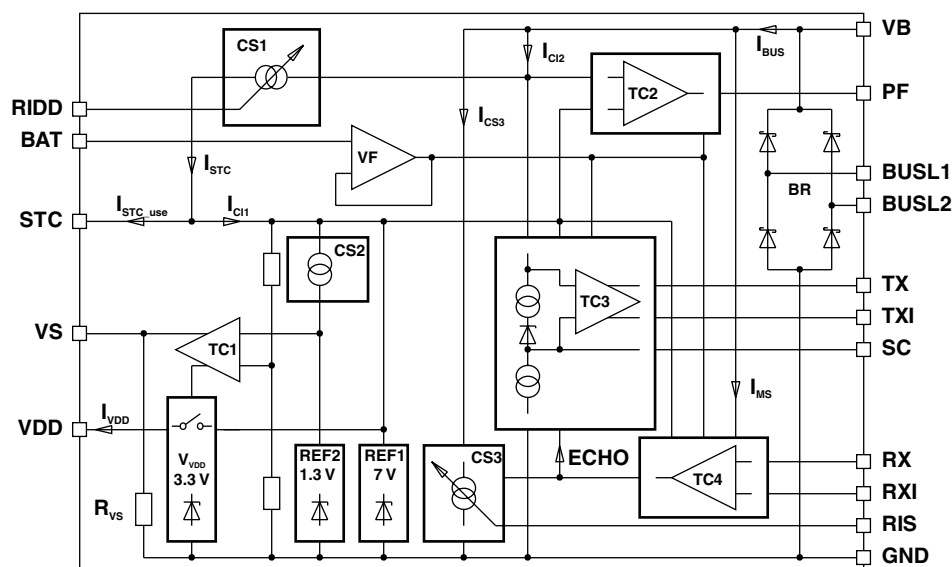 CS1
I_CI2
I_BUS
VB
TC2
PF
RIDD
I_CS3
BAT
VF
I_STC
BUSL1
BR
BUSL2
I_STC_use
I_CI1
STC
CS2
TC3
TX
TXI
VS
TC1
SC
I_MS
I_VDD
VDD
V_VDD
3.3 V
REF2
1.3 V
REF1
7 V
CS3
ECHO
TC4
RX
RXI
R_VS
RIS
GND